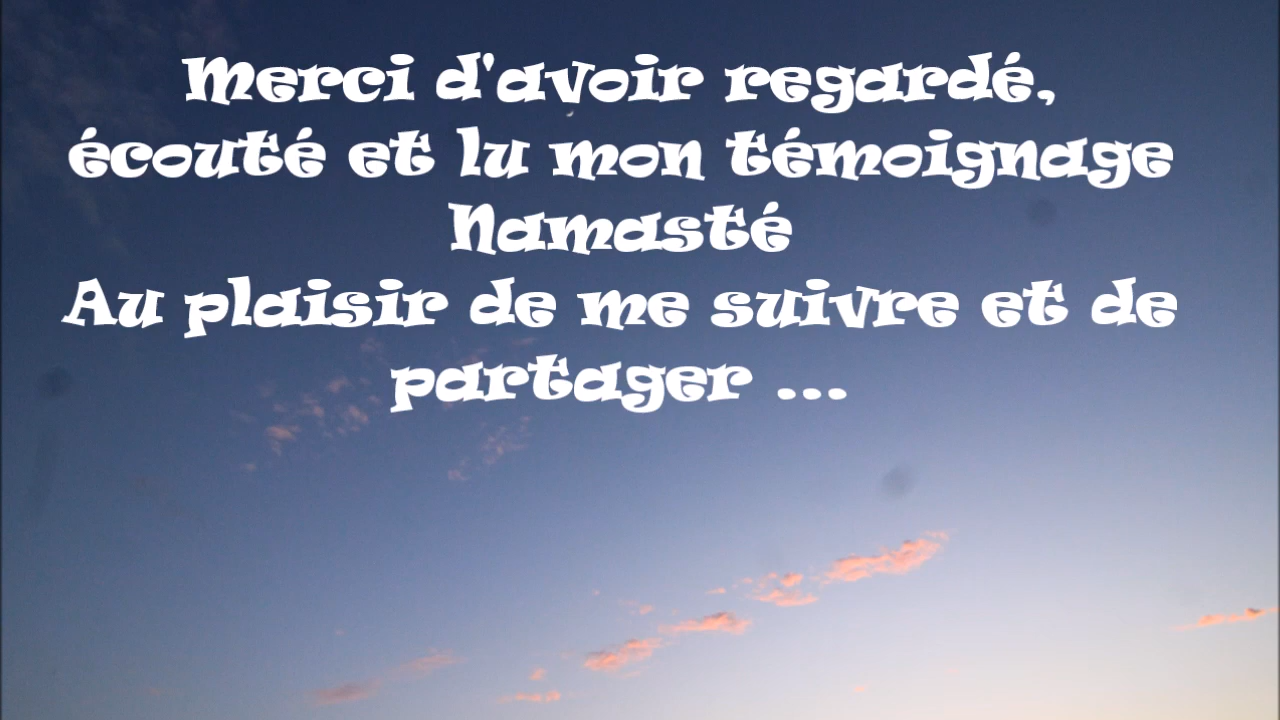 Merci d'avoir regardé,
écouté et lu mon témoignage
Namasté
Au plaisir de me suivre et de
partager ...